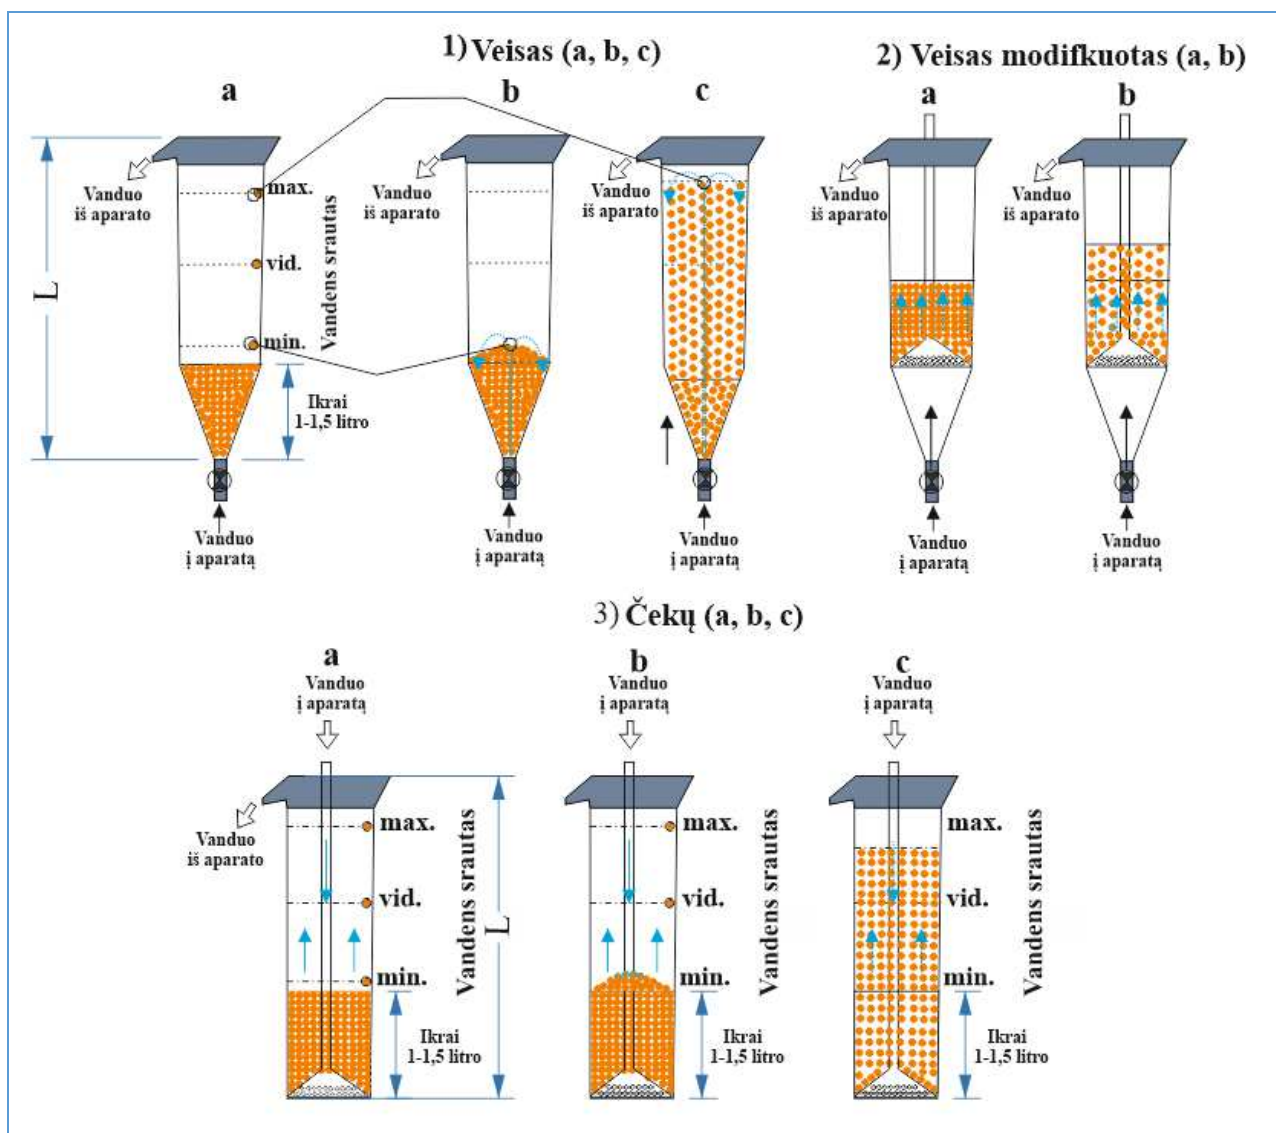 1) Veisas (a, b, c)
2) Veisas modifkuotas (a, b)
a
b
c
a
b
max.
vid.
min.
Vandens srautas
L
Vanduo
iš aparato
Vanduo
iš aparato
Vanduo
iš aparato
Vanduo
iš aparato
Vanduo
iš aparato
Ikrai
1-1,5 litro
Vanduo
į aparatą
Vanduo
į aparatą
Vanduo
į aparatą
Vanduo
į aparatą
Vanduo
į aparatą
3) Čekų (a, b, c)
a
b
c
Vanduo
į aparatą
Vanduo
į aparatą
Vanduo
į aparatą
Vanduo
iš aparato
max.
vid.
min.
Vandens srautas
L
Ikrai
1-1,5 litro
max.
vid.
min.
Vandens srautas
Ikrai
1-1,5 litro
max.
vid.
min.
Vandens srautas
Ikrai
1-1,5 litro